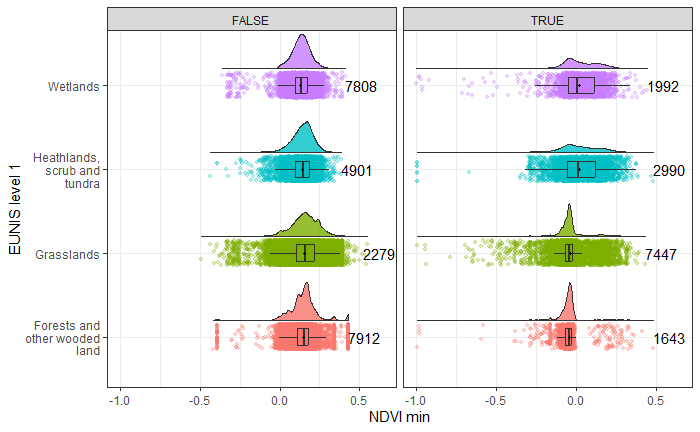 FALSE
TRUE
EUNIS level 1
Wetlands
7808
1992
Heathlands,
scrub and
tundra
4901
2990
Grasslands
2279
7447
Forests and
other wooded
land
7912
1643
-1.0 -0.5 0.0 0.5
-1.0 -0.5 0.0 0.5
NDVI min